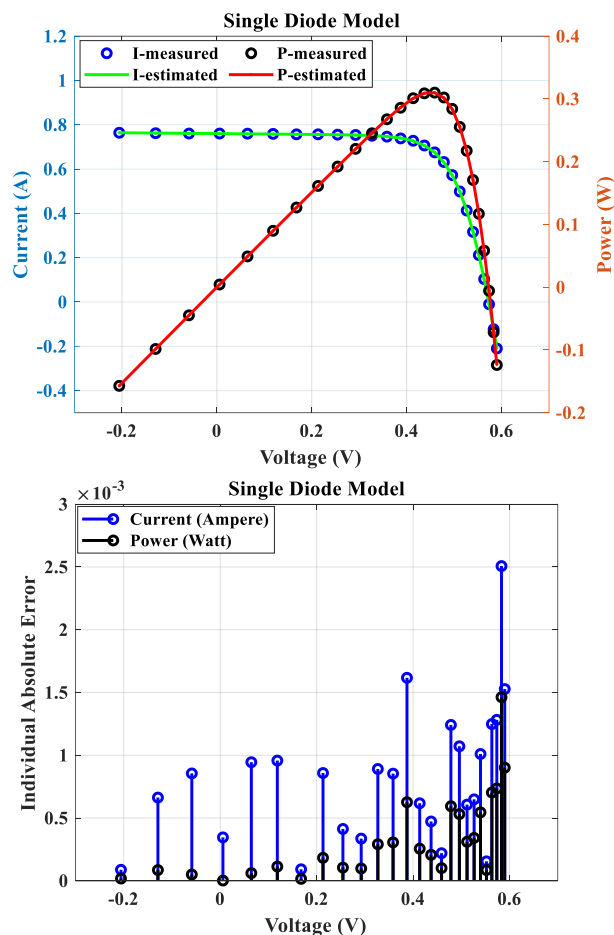 Single Diode Model
I-measured P-measured
I-estimated P-estimated
1.2
1
0.8
0.6
0.4
0.2
0
-0.2
-0.4
Current (A)
0.4
0.3
0.2
0.1
0
-0.1
-0.2
Power (W)
-0.2 0 0.2 0.4 0.6
Voltage (V)
Single Diode Model
×10⁻³
Current (Ampere)
Power (Watt)
3
2.5
2
1.5
1
0.5
0
Individual Absolute Error
-0.2 0 0.2 0.4 0.6
Voltage (V)